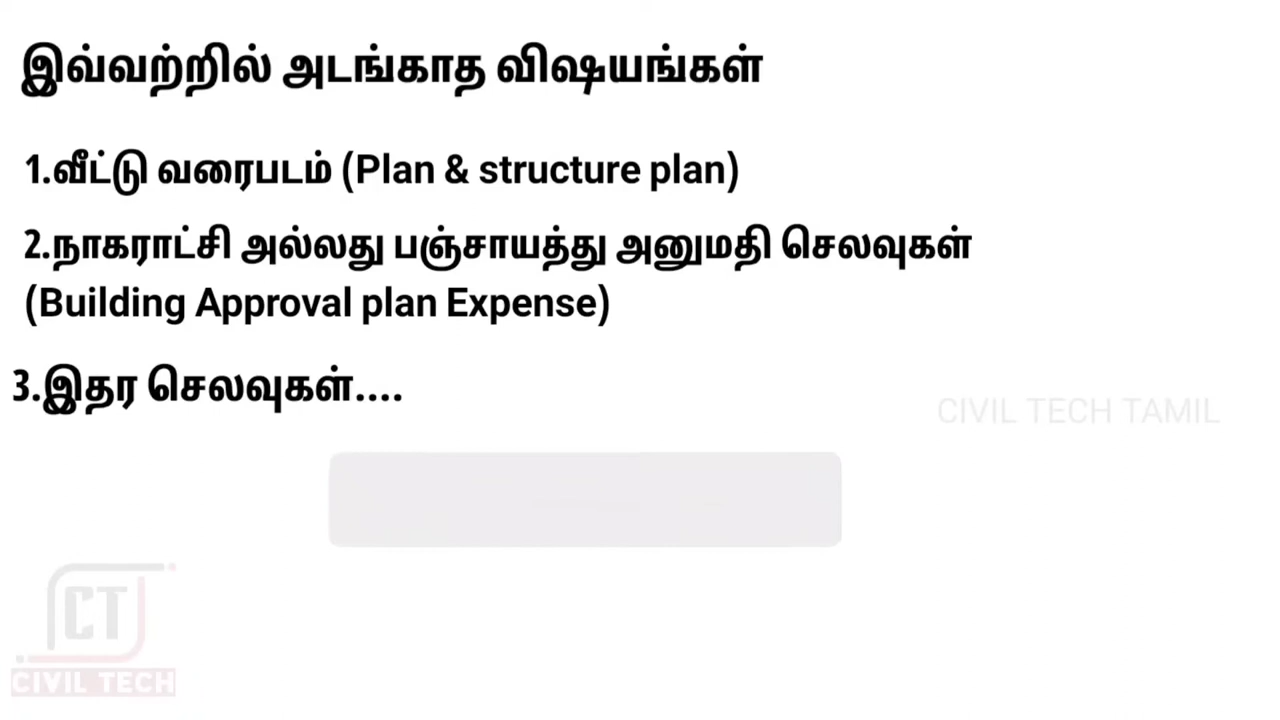 இவ்வற்றில் அடங்காத விஷயங்கள்
1.வீட்டு வரைபடம் (Plan & structure plan)
2.நாகராட்சி அல்லது பஞ்சாயத்து அனுமதி செலவுகள்
(Building Approval plan Expense)
3.இதர செலவுகள்....
CIVIL TECH TAMIL
CT
CIVIL TECH